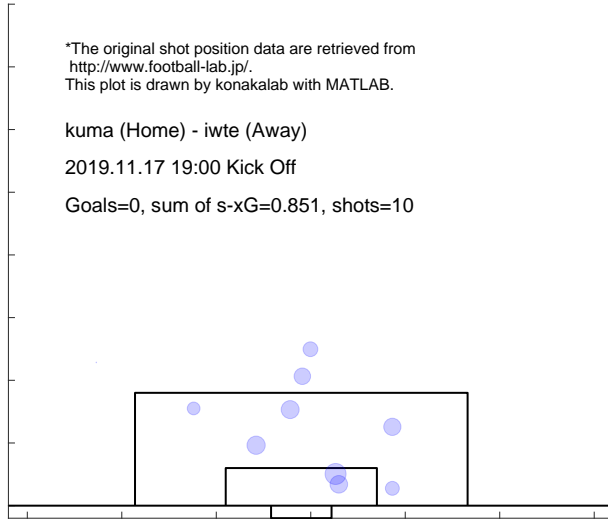 *The original shot position data are retrieved from
http://www.football-lab.jp/.
This plot is drawn by konakalab with MATLAB.
kuma (Home) - iwte (Away)
2019.11.17 19:00 Kick Off
Goals=0, sum of s-xG=0.851, shots=10